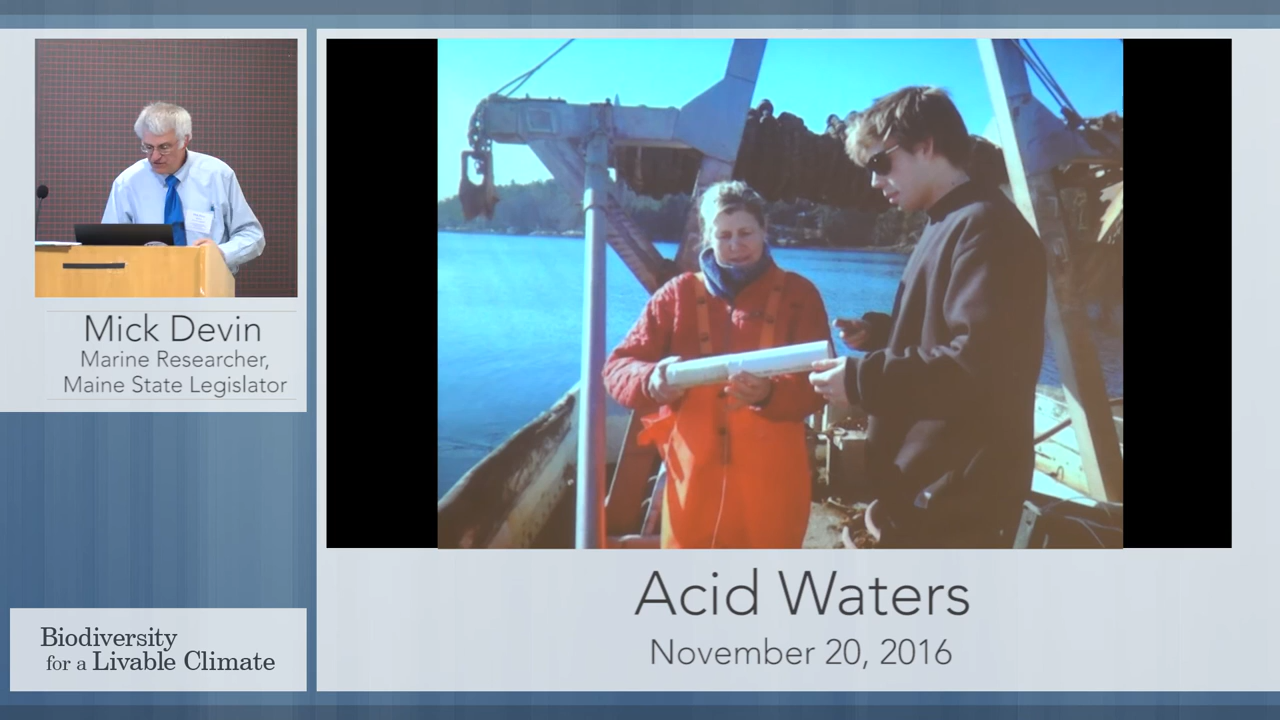 Mick Devin
Marine Researcher,
Maine State Legislator
Acid Waters
November 20, 2016
Biodiversity
for a Livable Climate